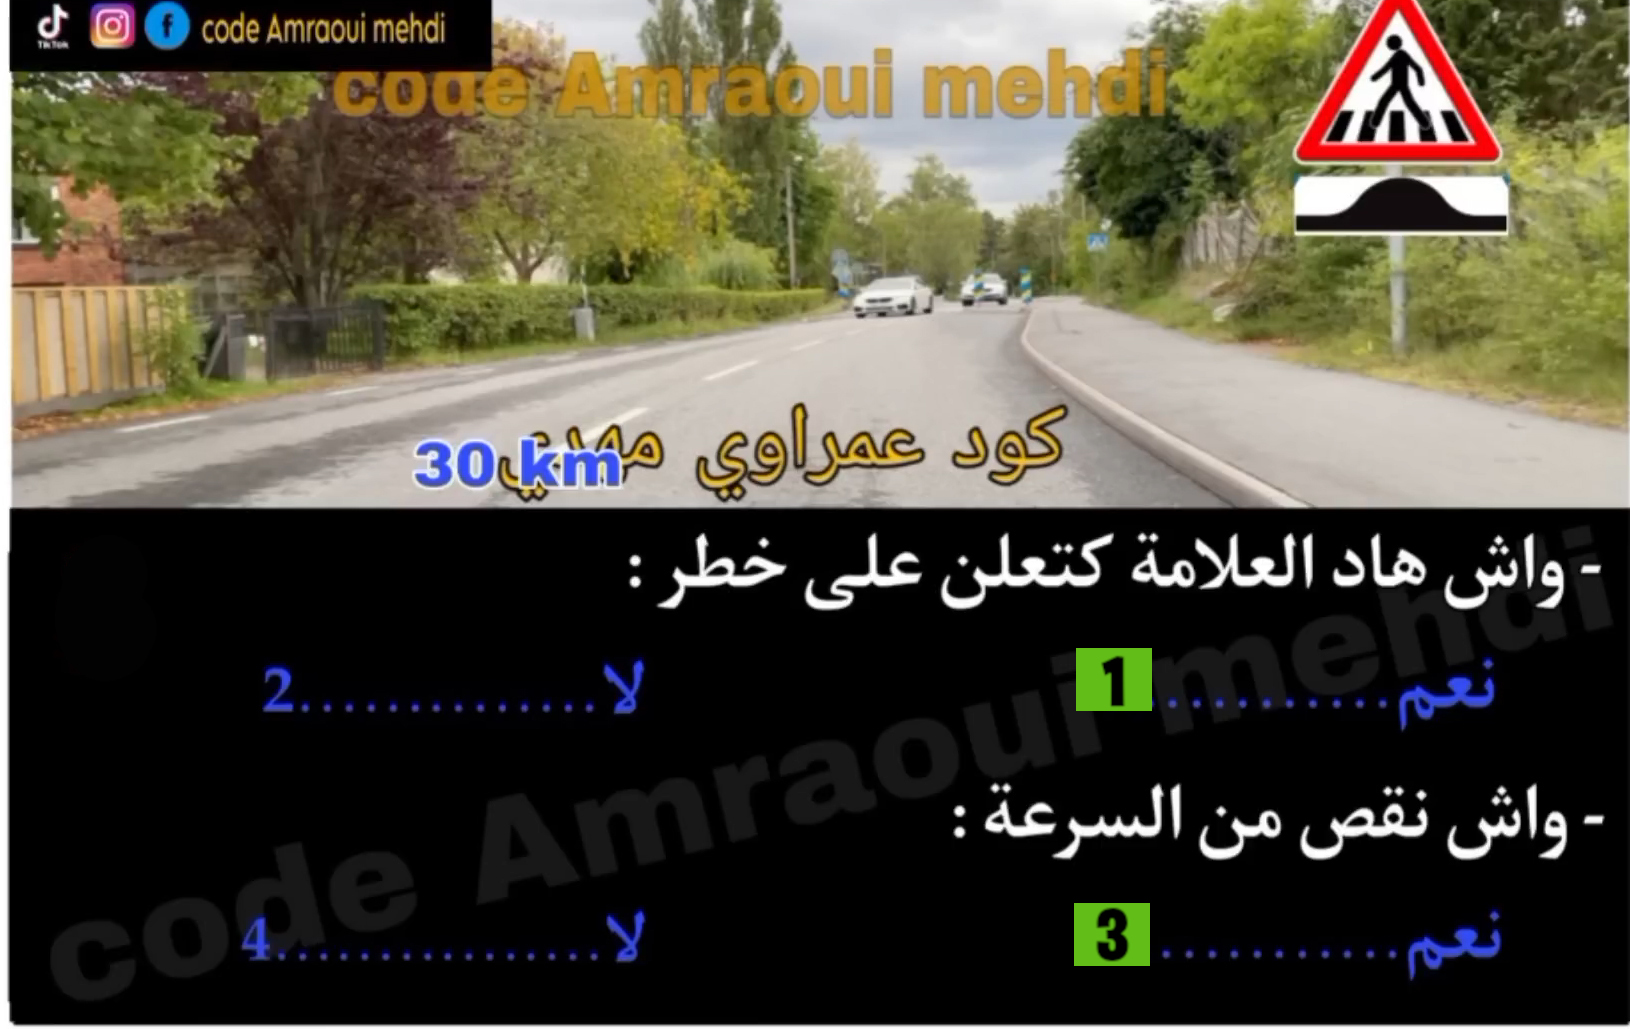 TikTok f code Amraoui mehdi
code Amraoui mehdi
كود عمراوي مهدي
30 km
- واش هاد العلامة كتعلن على خطر :
نعم...........1 لا..............2
- واش نقص من السرعة :
نعم...........3 لا................4
code Amraoui mehdi